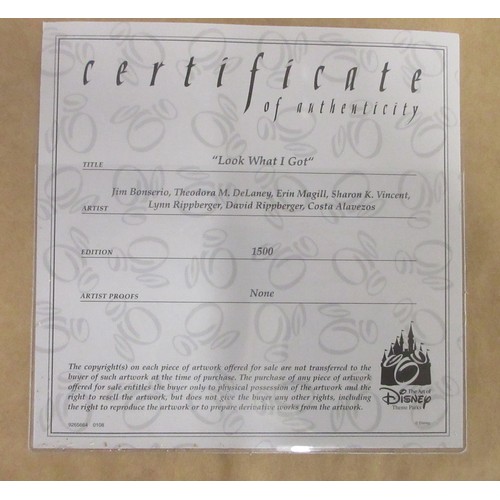 certificate
of authenticity
TITLE "Look What I Got"
Jim Bonserio, Theodora M. DeLaney, Erin Magill, Sharon K. Vincent,
ARTIST Lynn Rippberger, David Rippberger, Costa Alavezos
EDITION 1500
ARTIST PROOFS None
The copyright(s) on each piece of artwork offered for sale are not transferred to the
buyer of such artwork at the time of purchase. The purchase of any piece of artwork
offered for sale entitles the buyer only to physical possession of the artwork and the
right to resell the artwork, but does not give the buyer any other rights, including
the right to reproduce the artwork or to prepare derivative works from the artwork.
The Art of
Disney
Theme Parks